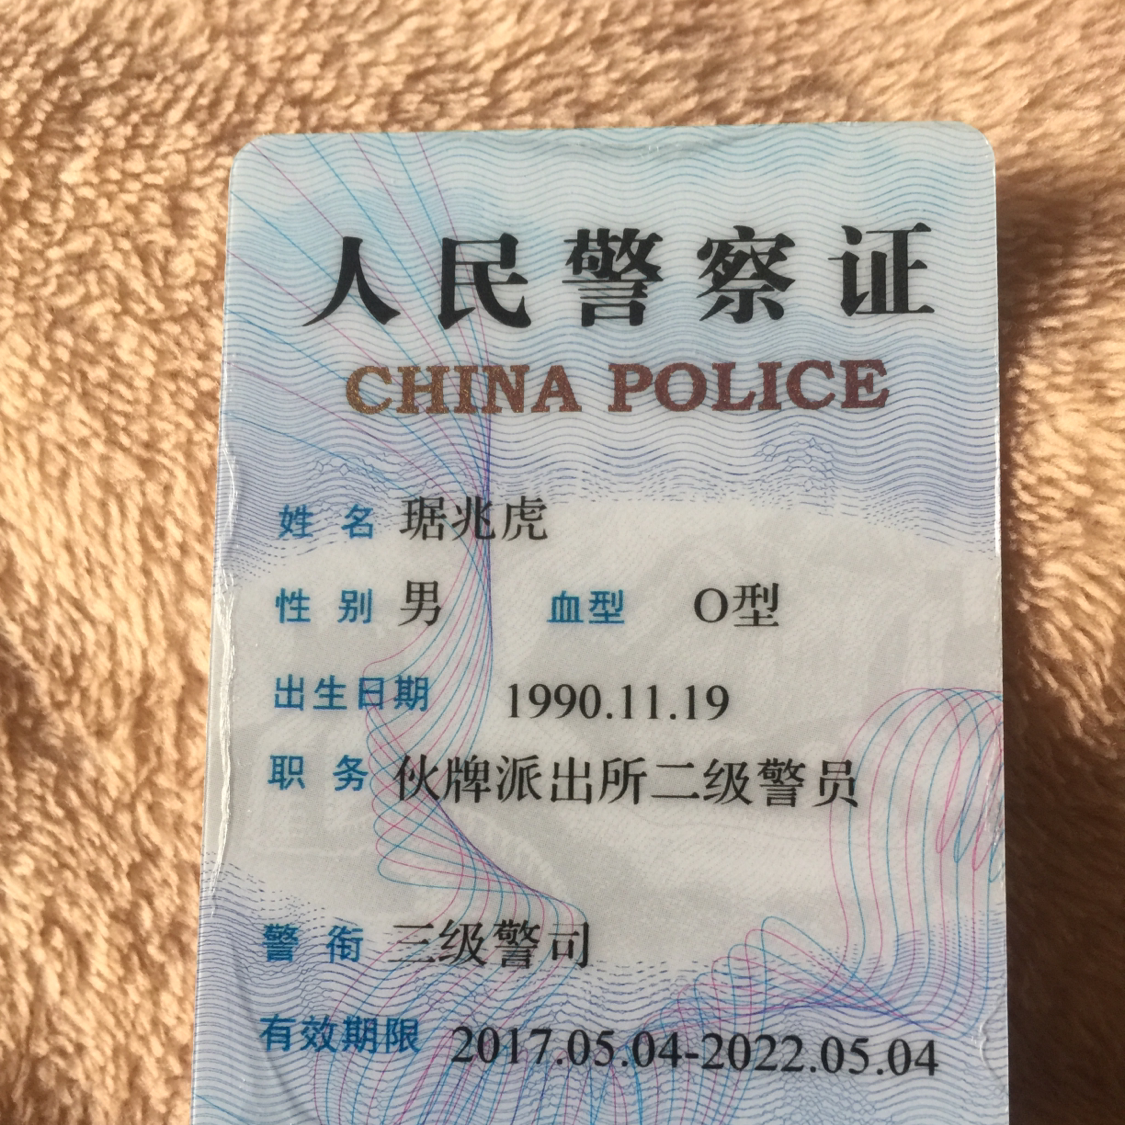 人民警察证
CHINA POLICE
姓 名 琚兆虎
性 别 男 血型 O型
出生日期 1990.11.19
职 务 伙牌派出所二级警员
警 衔 三级警司
有效期限 2017.05.04-2022.05.04